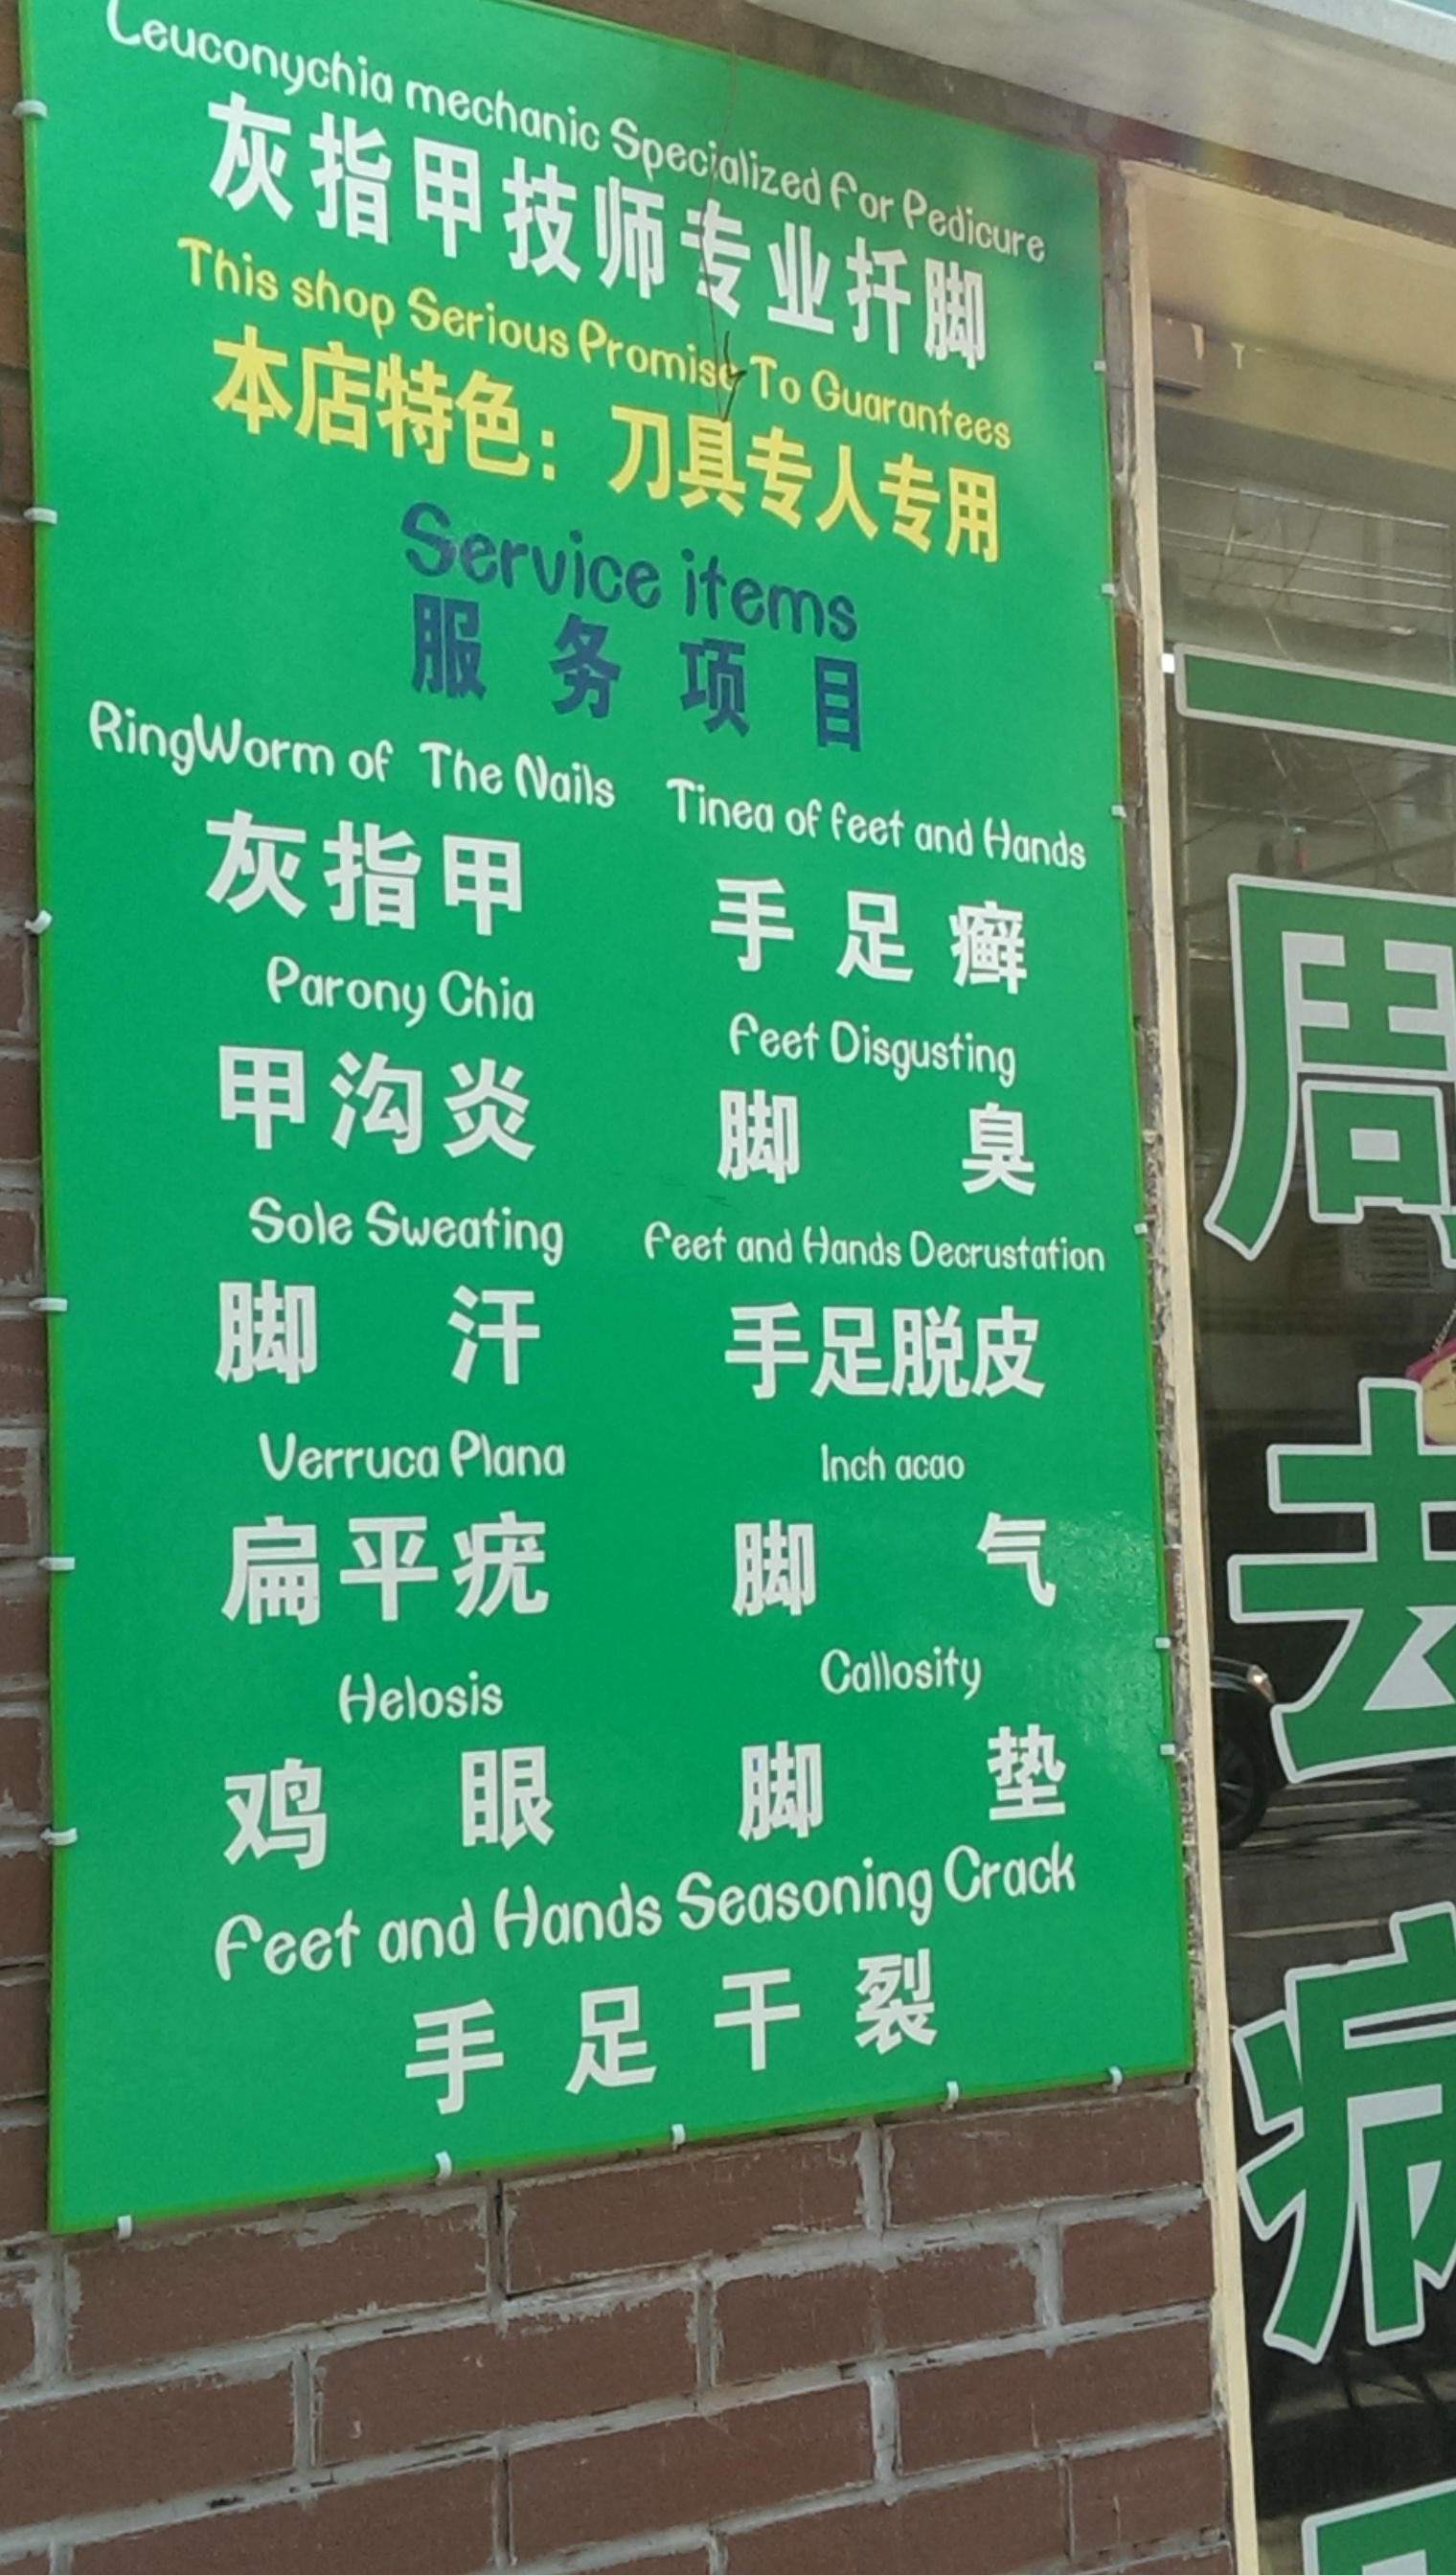 Leuconychia mechanic Specialized For Pedicure
灰指甲技师专业扦脚
This shop Serious Promise To Guarantees
本店特色：刀具专人专用
Service items
服务项目
RingWorm of The Nails
灰指甲
Tinea of feet and Hands
手足癣
Parony Chia
甲沟炎
Feet Disgusting
脚臭
Sole Sweating
脚汗
Feet and Hands Decrustation
手足脱皮
Verruca Plana
扁平疣
Inch acao
脚气
Helosis
鸡眼
Callosity
脚垫
Feet and Hands Seasoning Crack
手足干裂
一
周
去
病